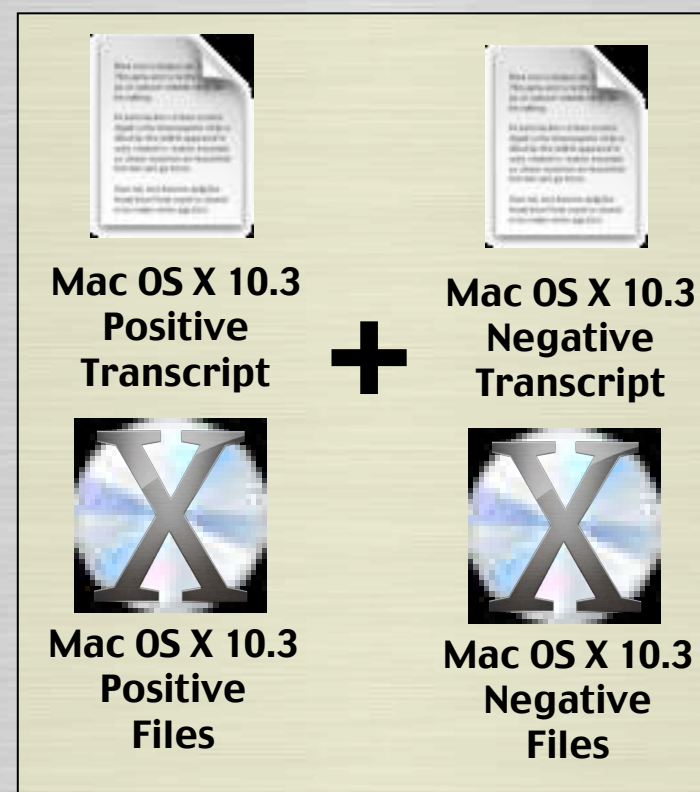 Mac OS X 10.3
Positive
Transcript
+
Mac OS X 10.3
Negative
Transcript
X
Mac OS X 10.3
Positive
Files
X
Mac OS X 10.3
Negative
Files